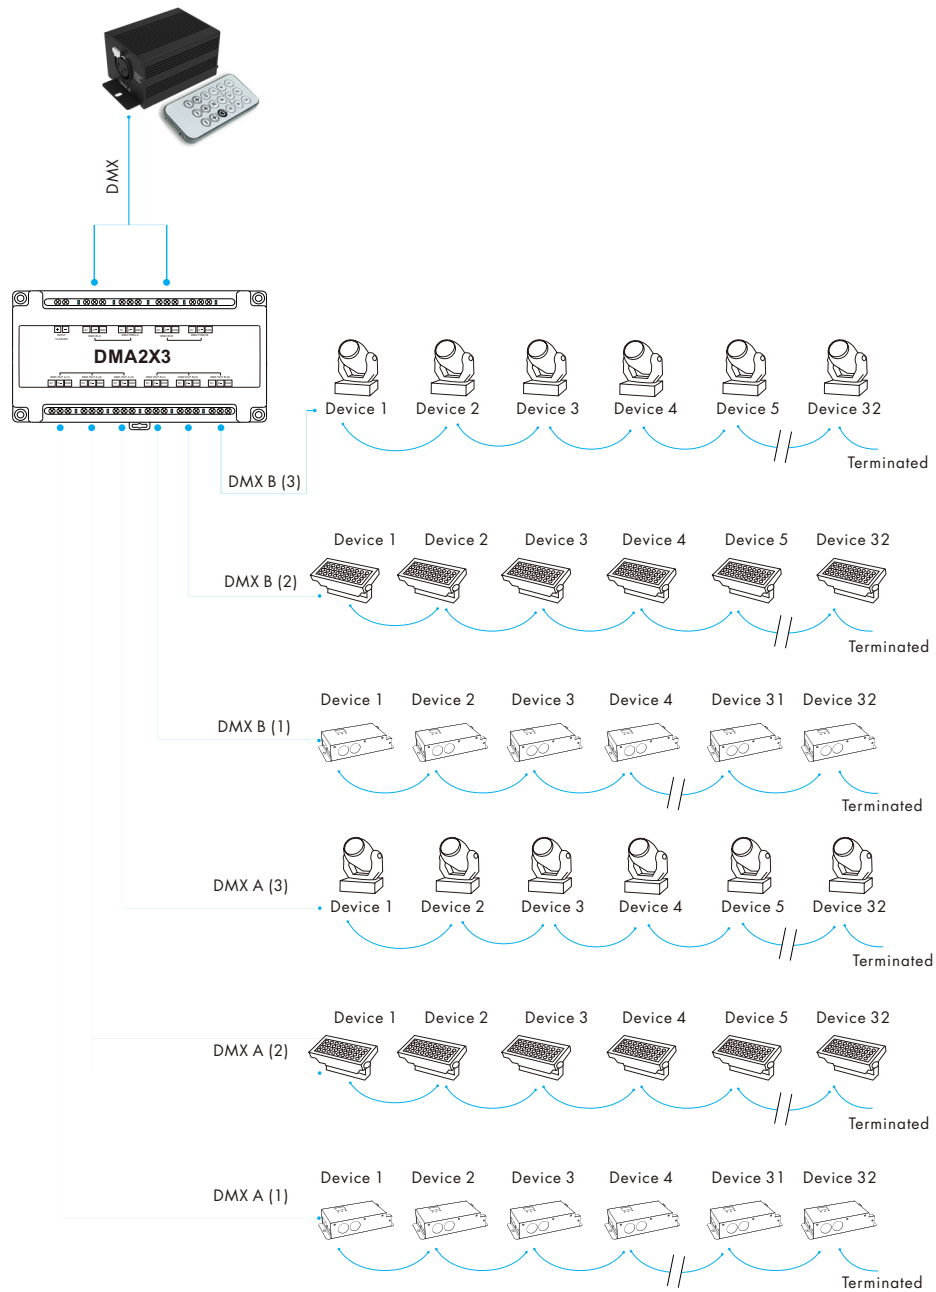 DMX
DMA2X3
Device 1 Device 2 Device 3 Device 4 Device 5 Device 32
Terminated
DMX B (3)
Device 1 Device 2 Device 3 Device 4 Device 5 Device 32
DMX B (2)
Terminated
Device 1 Device 2 Device 3 Device 4 Device 31 Device 32
DMX B (1)
Terminated
DMX A (3)
Device 1 Device 2 Device 3 Device 4 Device 5 Device 32
Terminated
Device 1 Device 2 Device 3 Device 4 Device 5 Device 32
DMX A (2)
Terminated
Device 1 Device 2 Device 3 Device 4 Device 31 Device 32
DMX A (1)
Terminated